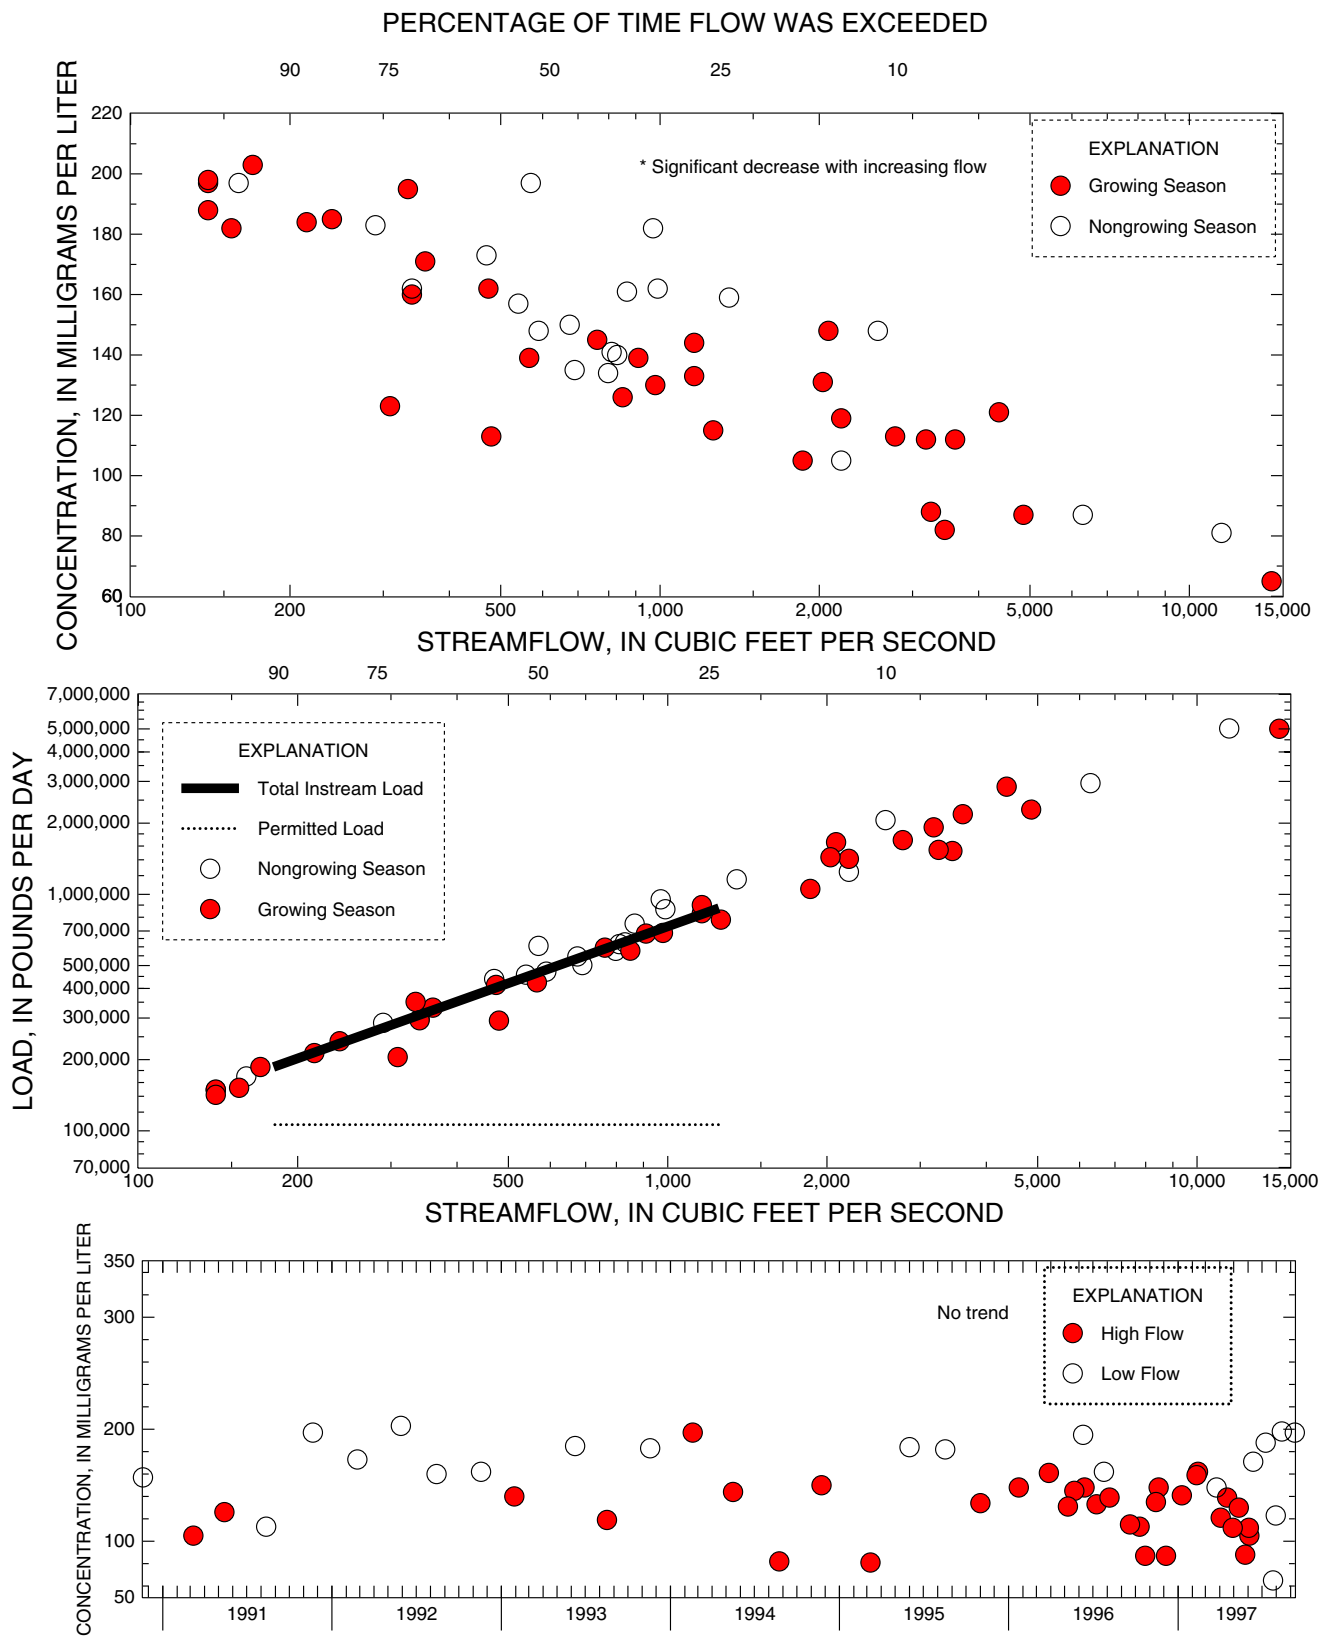 PERCENTAGE OF TIME FLOW WAS EXCEEDED
90 75 50 25 10
CONCENTRATION, IN MILLIGRAMS PER LITER
220
200
180
160
140
120
100
80
60
* Significant decrease with increasing flow
EXPLANATION
Growing Season
Nongrowing Season
100 200 500 1,000 2,000 5,000 10,000 15,000
STREAMFLOW, IN CUBIC FEET PER SECOND
90 75 50 25 10
LOAD, IN POUNDS PER DAY
7,000,000
5,000,000
4,000,000
3,000,000
2,000,000
1,000,000
700,000
500,000
400,000
300,000
200,000
100,000
70,000
EXPLANATION
Total Instream Load
Permitted Load
Nongrowing Season
Growing Season
100 200 500 1,000 2,000 5,000 10,000 15,000
STREAMFLOW, IN CUBIC FEET PER SECOND
CONCENTRATION, IN MILLIGRAMS PER LITER
350
300
200
100
50
No trend
EXPLANATION
High Flow
Low Flow
1991 1992 1993 1994 1995 1996 1997